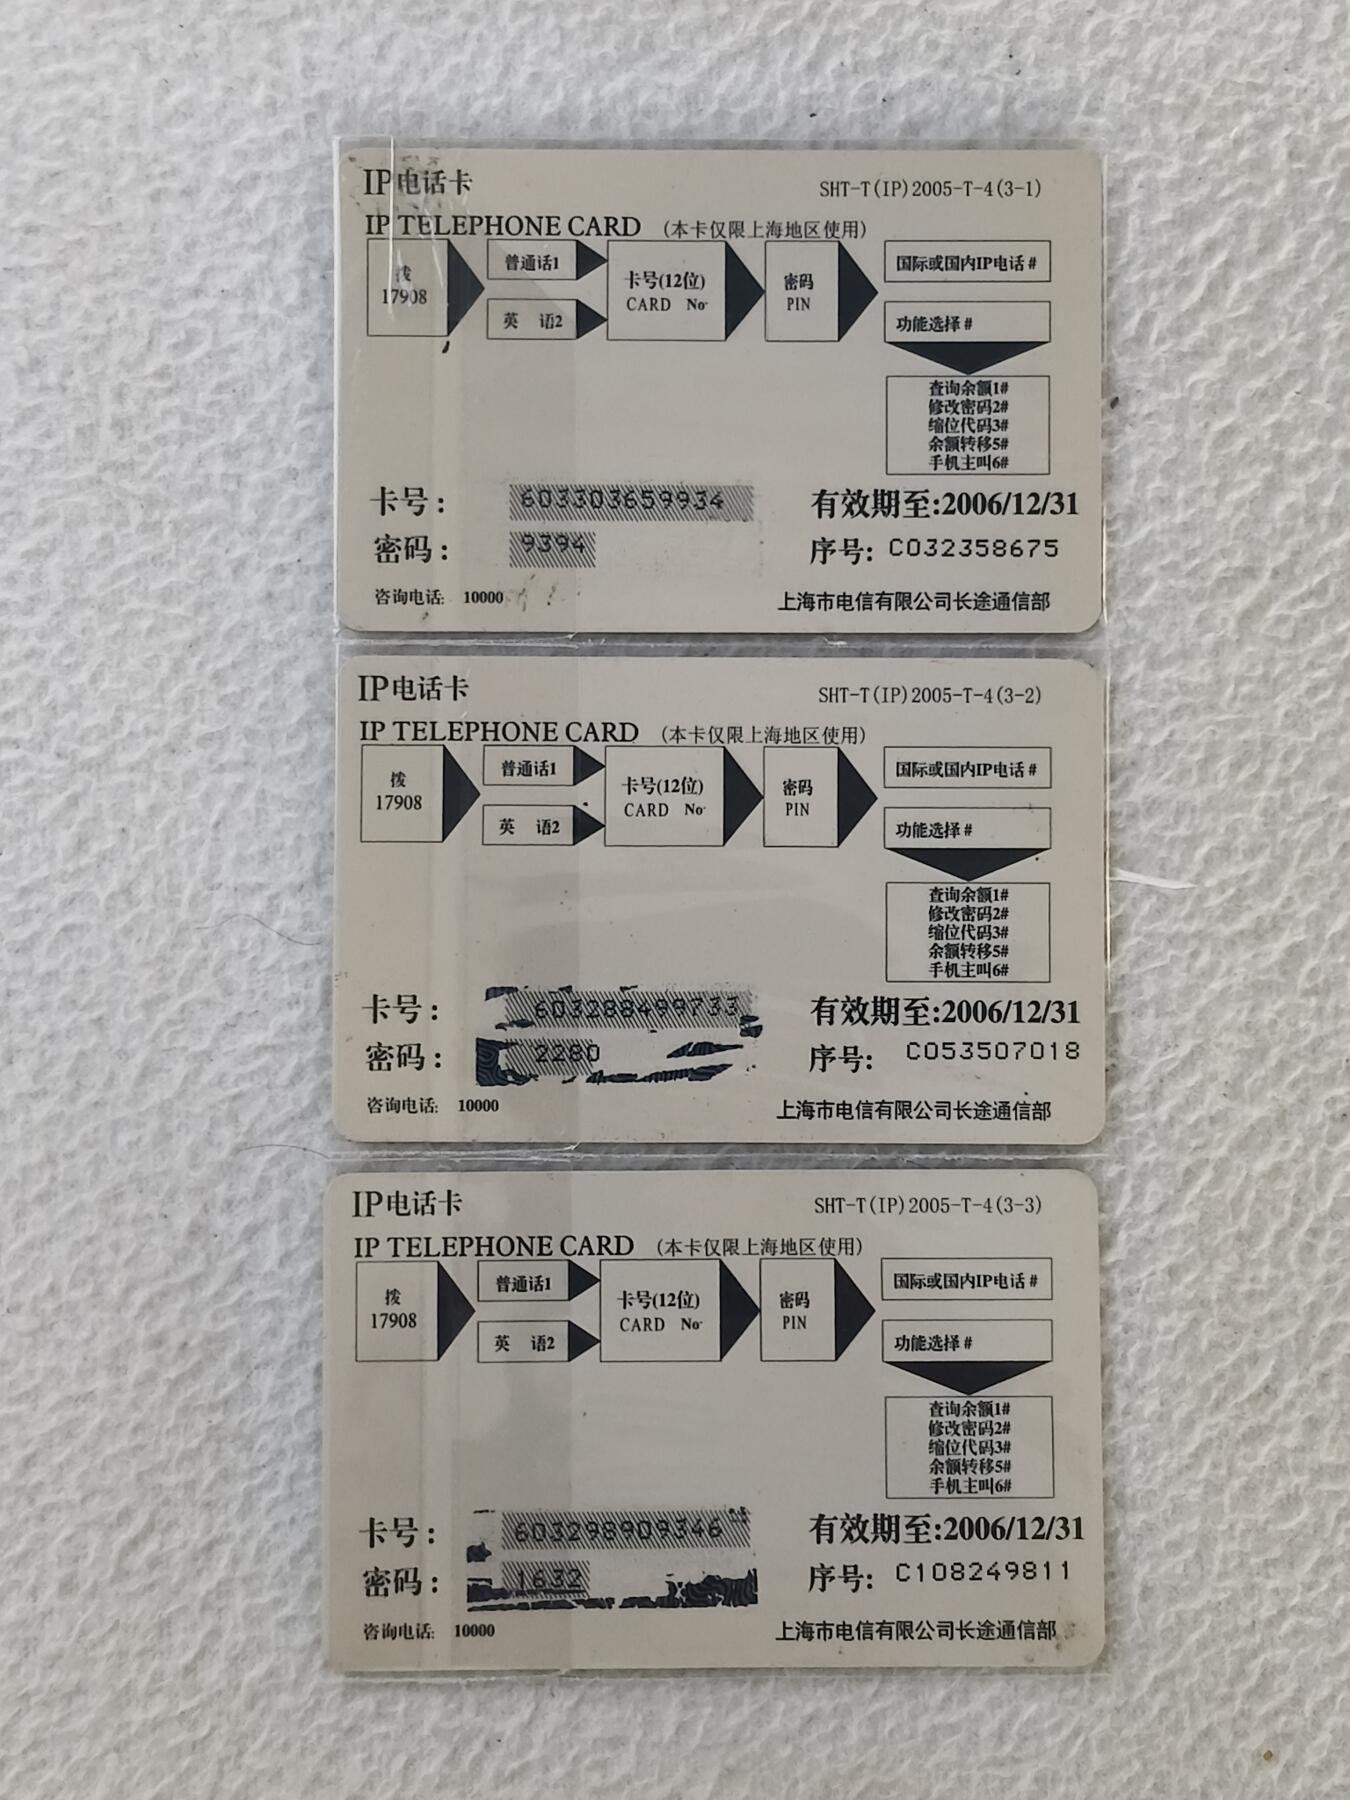 IP电话卡
SHT-T(IP)2005-T-4(3-1)
IP TELEPHONE CARD (本卡仅限上海地区使用)
拨
17908
普通话1
英 语2
卡号(12位)
CARD No·
密码
PIN
国际或国内IP电话#
功能选择#
查询余额1#
修改密码2#
缩位代码3#
余额转移5#
手机主叫6#
卡号: 603303659934
有效期至:2006/12/31
密码: 9394
序号: C032358675
咨询电话: 10000
上海市电信有限公司长途通信部
IP电话卡
SHT-T(IP)2005-T-4(3-2)
IP TELEPHONE CARD (本卡仅限上海地区使用)
拨
17908
普通话1
英 语2
卡号(12位)
CARD No·
密码
PIN
国际或国内IP电话#
功能选择#
查询余额1#
修改密码2#
缩位代码3#
余额转移5#
手机主叫6#
卡号: 603288499733
有效期至:2006/12/31
密码: 2280
序号: C053507018
咨询电话: 10000
上海市电信有限公司长途通信部
IP电话卡
SHT-T(IP)2005-T-4(3-3)
IP TELEPHONE CARD (本卡仅限上海地区使用)
拨
17908
普通话1
英 语2
卡号(12位)
CARD No·
密码
PIN
国际或国内IP电话#
功能选择#
查询余额1#
修改密码2#
缩位代码3#
余额转移5#
手机主叫6#
卡号: 603298909346
有效期至:2006/12/31
密码: 1632
序号: C108249811
咨询电话: 10000
上海市电信有限公司长途通信部